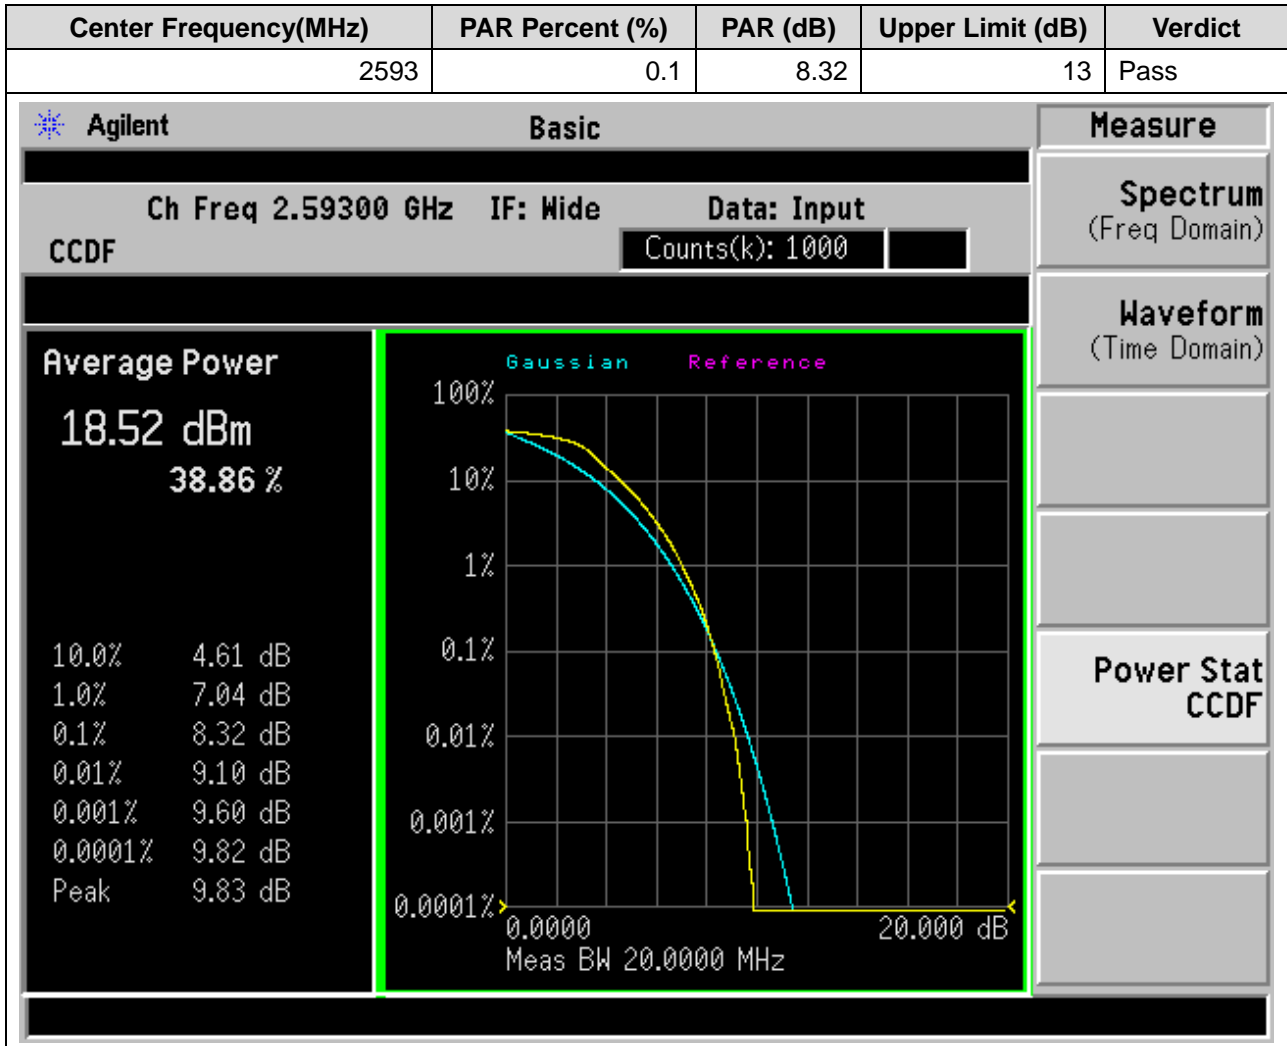 Center Frequency(MHz) PAR Percent (%) PAR (dB) Upper Limit (dB) Verdict
2593 0.1 8.32 13 Pass
Agilent Basic Measure
Ch Freq 2.59300 GHz IF: Wide Data: Input
CCDF Counts(k): 1000
Spectrum
(Freq Domain)
Waveform
(Time Domain)
Power Stat
CCDF
Average Power
18.52 dBm
38.86 %
10.0% 4.61 dB
1.0% 7.04 dB
0.1% 8.32 dB
0.01% 9.10 dB
0.001% 9.60 dB
0.0001% 9.82 dB
Peak 9.83 dB
Gaussian Reference
100%
10%
1%
0.1%
0.01%
0.001%
0.0001%
0.0000 20.000 dB
Meas BW 20.0000 MHz